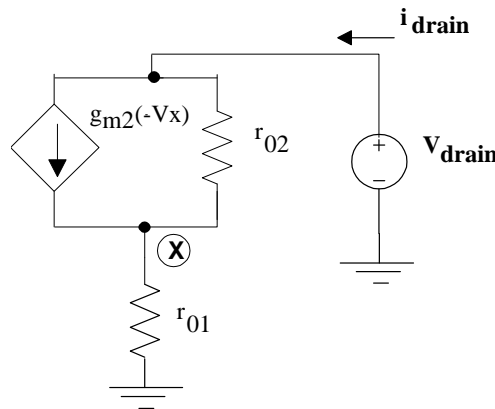 i drain
g m2 (-Vx)
r 02
+
−
V drain
X
r 01